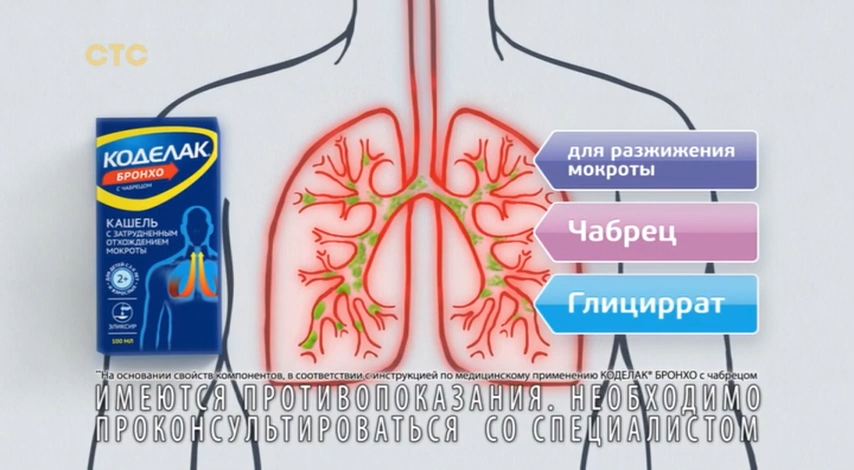 СТС
КОДЕЛАК®
БРОНХО
С ЧАБРЕЦОМ
КАШЕЛЬ
С ЗАТРУДНЕННЫМ
ОТХОЖДЕНИЕМ
МОКРОТЫ
2+
ЭЛИКСИР
100 МЛ
для разжижения
мокроты
Чабрец
Глициррат
На основании свойств компонентов, в соответствии с инструкцией по медицинскому применению КОДЕЛАК® БРОНХО с чабрецом
ИМЕЮТСЯ ПРОТИВОПОКАЗАНИЯ. НЕОБХОДИМО
ПРОКОНСУЛЬТИРОВАТЬСЯ СО СПЕЦИАЛИСТОМ